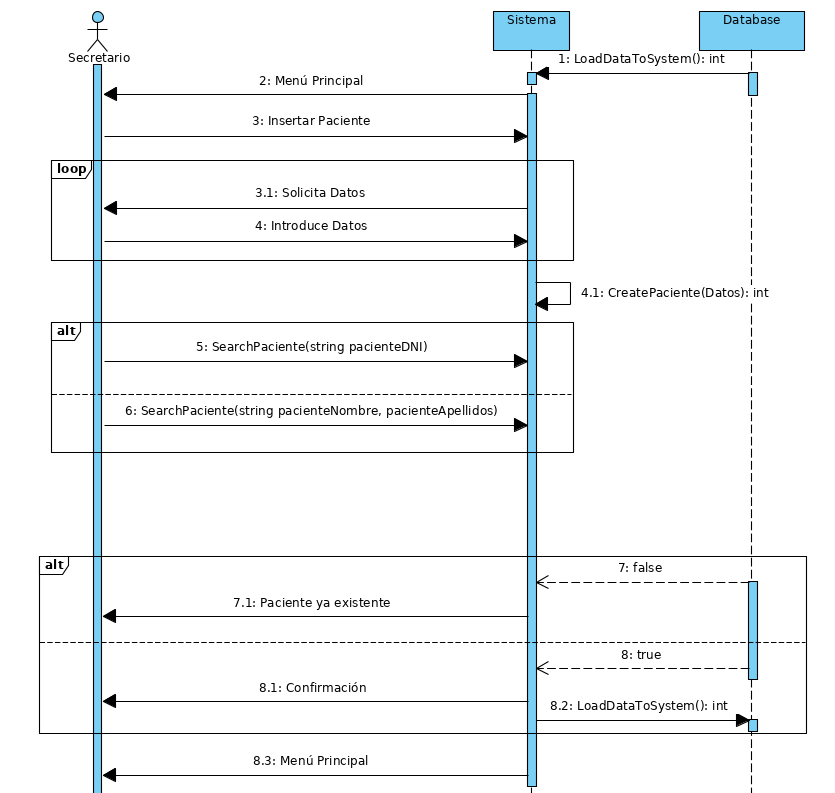 Secretario
Sistema
Database
1: LoadDataToSystem(): int
2: Menú Principal
3: Insertar Paciente
loop
3.1: Solicita Datos
4: Introduce Datos
4.1: CreatePaciente(Datos): int
alt
5: SearchPaciente(string pacienteDNI)
6: SearchPaciente(string pacienteNombre, pacienteApellidos)
alt
7: false
7.1: Paciente ya existente
8: true
8.1: Confirmación
8.2: LoadDataToSystem(): int
8.3: Menú Principal